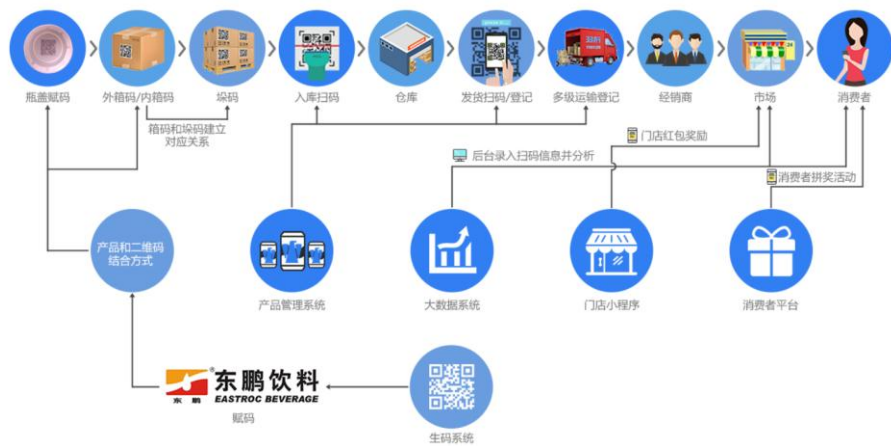 瓶盖赋码
外箱码/内箱码
垛码
入库扫码
仓库
发货扫码/登记
多级运输登记
经销商
市场
消费者
箱码和垛码建立
对应关系
门店红包奖励
后台录入扫码信息并分析
消费者拼奖活动
产品和二维码
结合方式
产品管理系统
大数据系统
门店小程序
消费者平台
东鹏
东鹏饮料
EASTROC BEVERAGE
赋码
生码系统